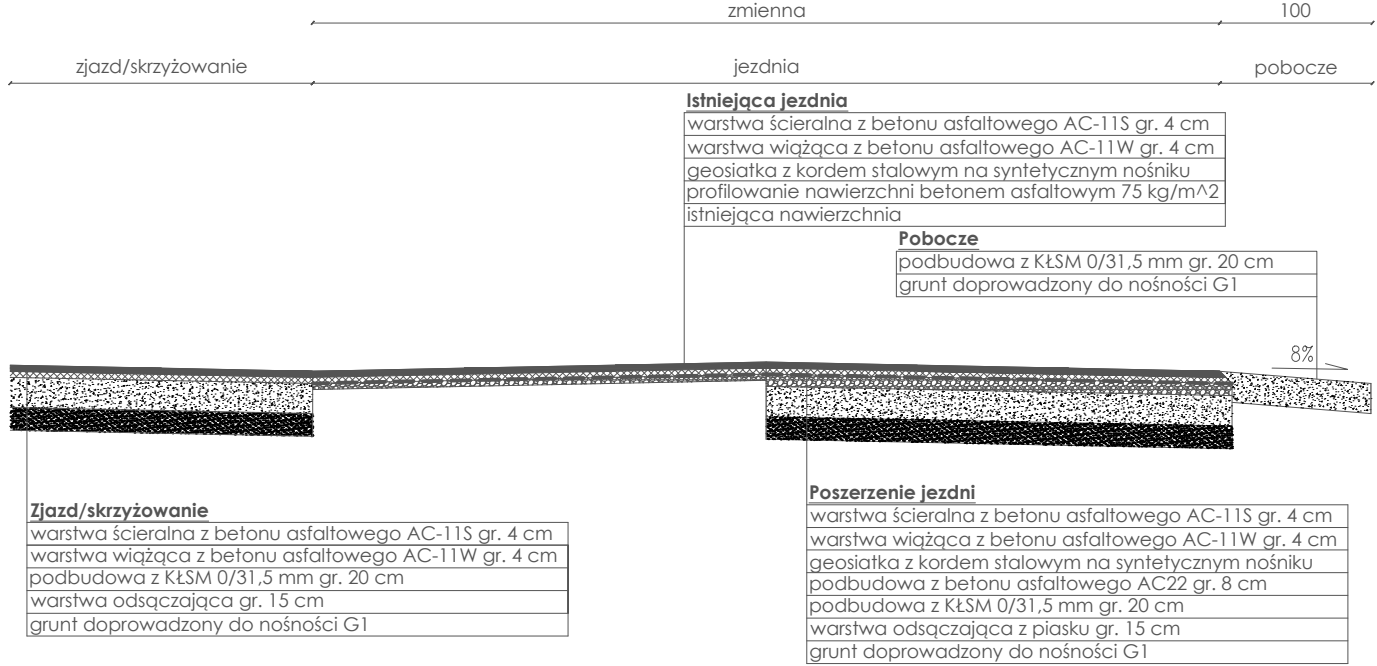 zmienna 100
zjazd/skrzyżowanie jezdnia pobocze
Istniejąca jezdnia
warstwa ścieralna z betonu asfaltowego AC-11S gr. 4 cm
warstwa wiążąca z betonu asfaltowego AC-11W gr. 4 cm
geosiatka z kordem stalowym na syntetycznym nośniku
profilowanie nawierzchni betonem asfaltowym 75 kg/m^2
istniejąca nawierzchnia
Pobocze
podbudowa z KŁSM 0/31,5 mm gr. 20 cm
grunt doprowadzony do nośności G1
8%
Zjazd/skrzyżowanie
warstwa ścieralna z betonu asfaltowego AC-11S gr. 4 cm
warstwa wiążąca z betonu asfaltowego AC-11W gr. 4 cm
podbudowa z KŁSM 0/31,5 mm gr. 20 cm
warstwa odsączająca gr. 15 cm
grunt doprowadzony do nośności G1
Poszerzenie jezdni
warstwa ścieralna z betonu asfaltowego AC-11S gr. 4 cm
warstwa wiążąca z betonu asfaltowego AC-11W gr. 4 cm
geosiatka z kordem stalowym na syntetycznym nośniku
podbudowa z betonu asfaltowego AC22 gr. 8 cm
podbudowa z KŁSM 0/31,5 mm gr. 20 cm
warstwa odsączająca z piasku gr. 15 cm
grunt doprowadzony do nośności G1